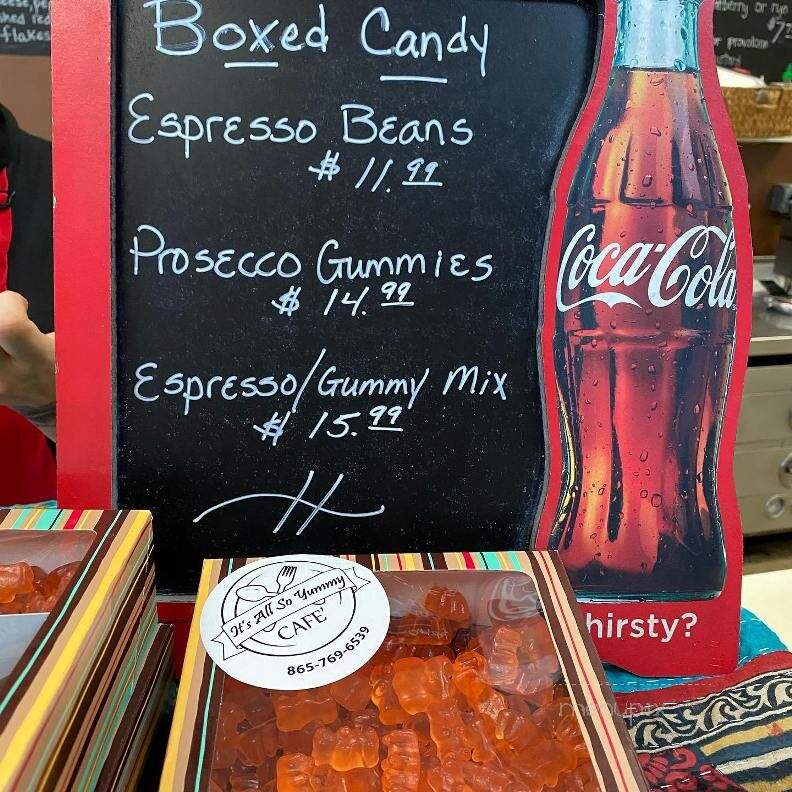 flakes
Boxed Candy
Espresso Beans
$ 11.99
Prosecco Gummies
$ 14.99
Espresso/Gummy Mix
$ 15.99
Coca-Cola
hirsty?
It's All So Yummy
CAFE'
865-769-6539